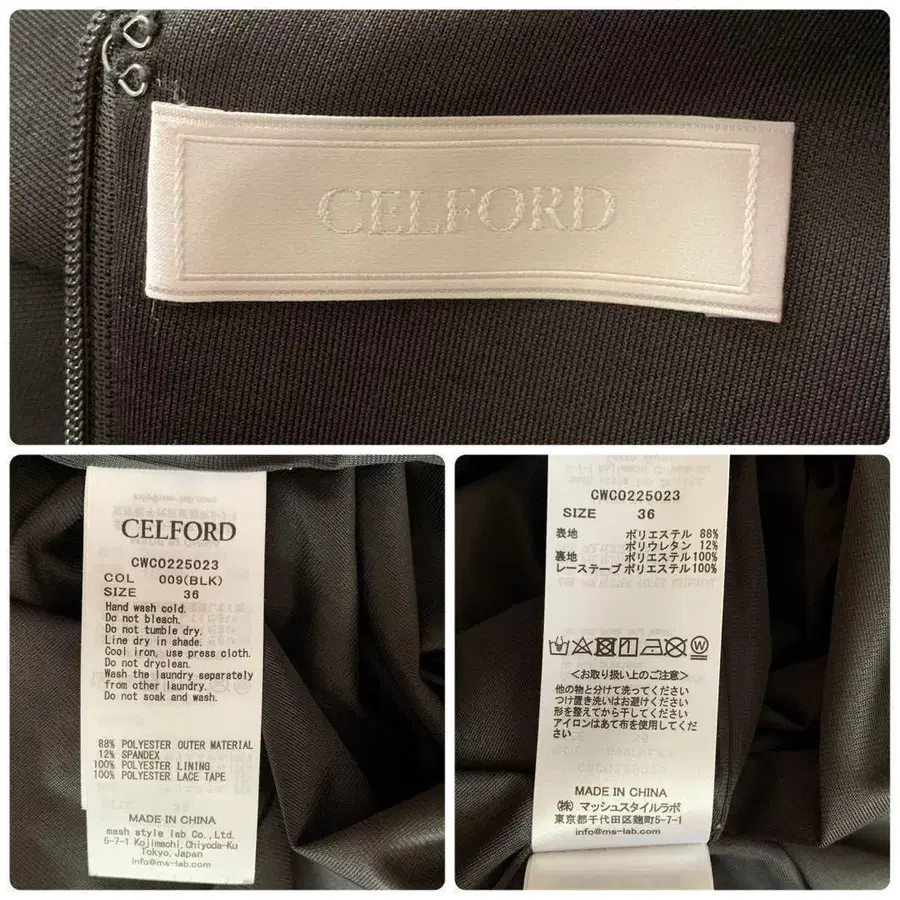 CELFORD
CELFORD
CWC0225023
COL 009(BLK)
SIZE 36
Hand wash cold.
Do not bleach.
Do not tumble dry.
Line dry in shade.
Cool iron, use press cloth.
Do not dryclean.
Wash the laundry separately
from other laundry.
Do not soak and wash.
88% POLYESTER OUTER MATERIAL
12% SPANDEX
100% POLYESTER LINING
100% POLYESTER LACE TAPE
MADE IN CHINA
mash style lab Co.,Ltd.
5-7-1 Kojimachi,Chiyoda-Ku
Tokyo,Japan
info@ms-lab.com
CWC0225023
SIZE 36
表地 ポリエステル 88%
ポリウレタン 12%
裏地 ポリエステル100%
レーステープ ポリエステル100%
W
<お取り扱い上のご注意>
他の物と分けて洗ってください
つけ置き洗いはお避けください
形を整えてから干してください
アイロンはあて布を使用してくだ
さい
MADE IN CHINA
(株) マッシュスタイルラボ
東京都千代田区麹町5-7-1
info@ms-lab.com